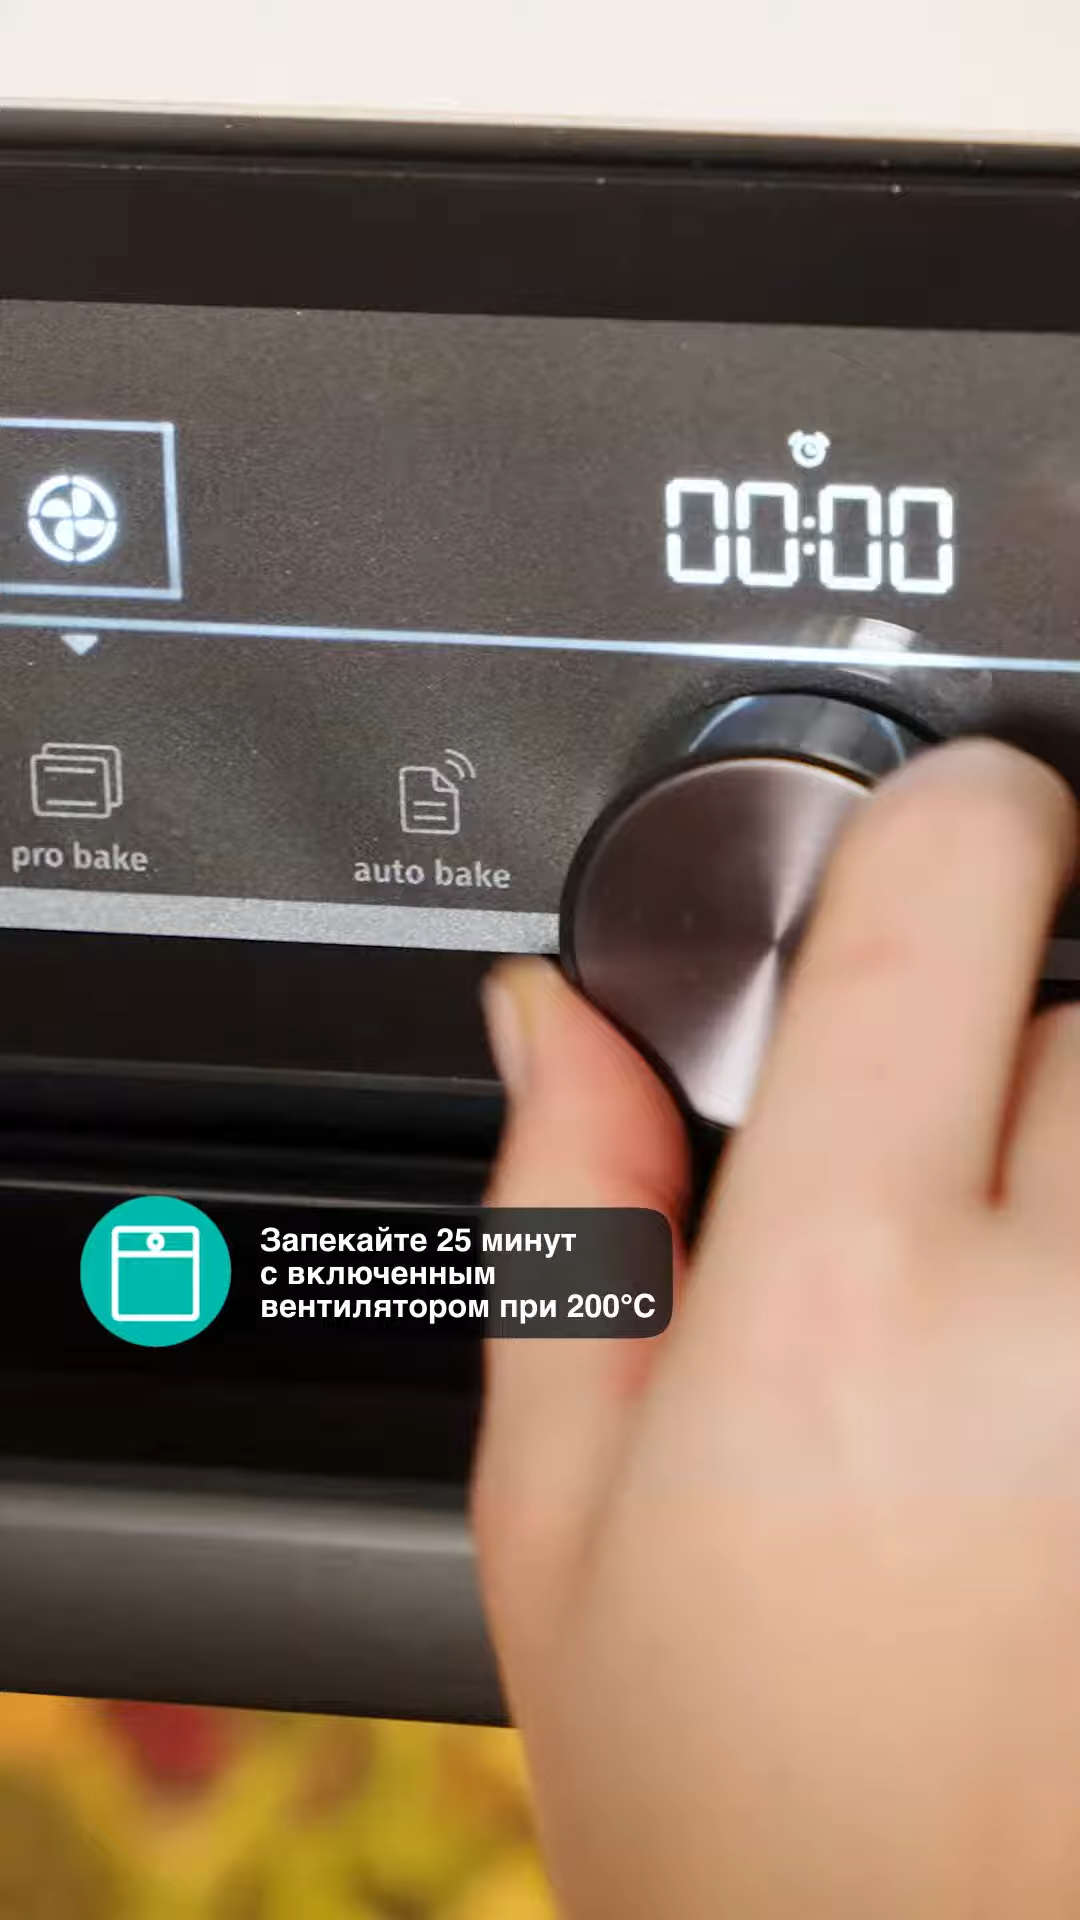 00:00
pro bake
auto bake
Запекайте 25 минут
с включенным
вентилятором при 200°C